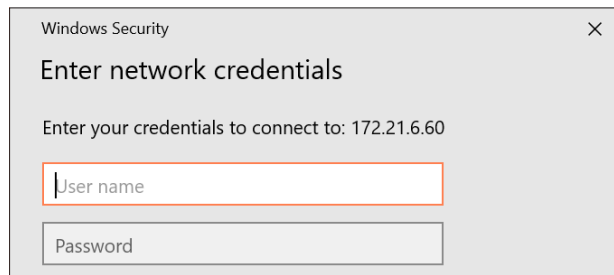 Windows Security
Enter network credentials
Enter your credentials to connect to: 172.21.6.60
User name
Password